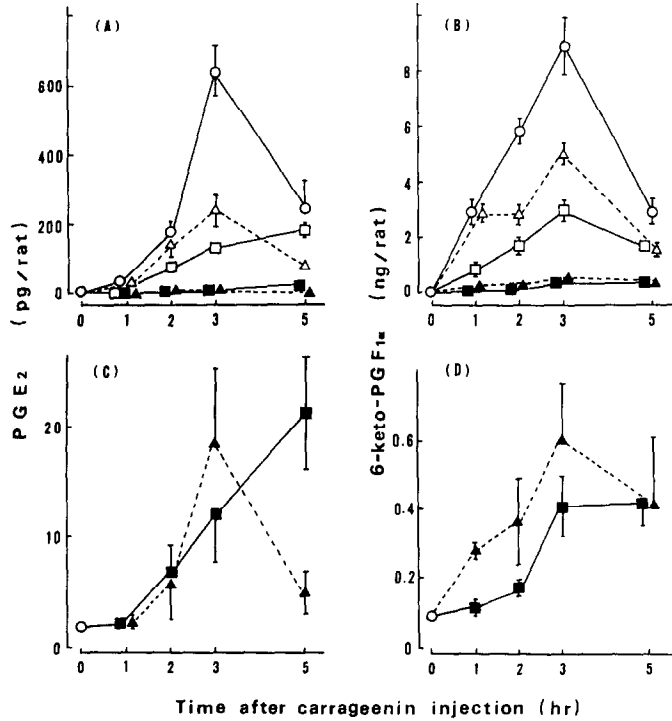 (A)
600
400
200
0
(pg/rat)
0 1 2 3 5
(B)
8
6
4
2
0
(ng/rat)
0 1 2 3 5
(C)
20
10
0
PGE₂
0 1 2 3 5
(D)
0.6
0.4
0.2
0
6-keto-PGF₁α
0 1 2 3 5
Time after carrageenin injection (hr)